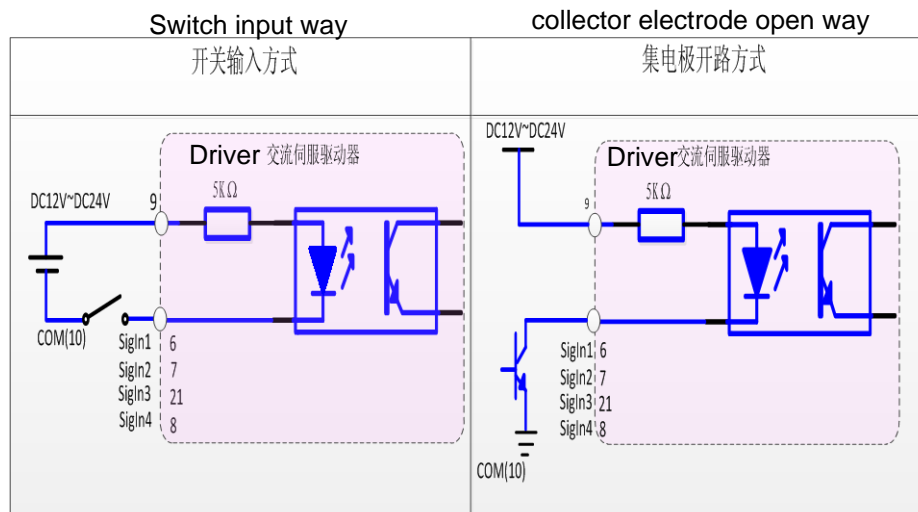 Switch input way
开关输入方式
DC12V~DC24V
9
Driver 交流伺服驱动器
5KΩ
COM(10)
SigIn1 6
SigIn2 7
SigIn3 21
SigIn4 8
collector electrode open way
集电极开路方式
DC12V~DC24V
9
Driver交流伺服驱动器
5KΩ
SigIn1 6
SigIn2 7
SigIn3 21
SigIn4 8
COM(10)